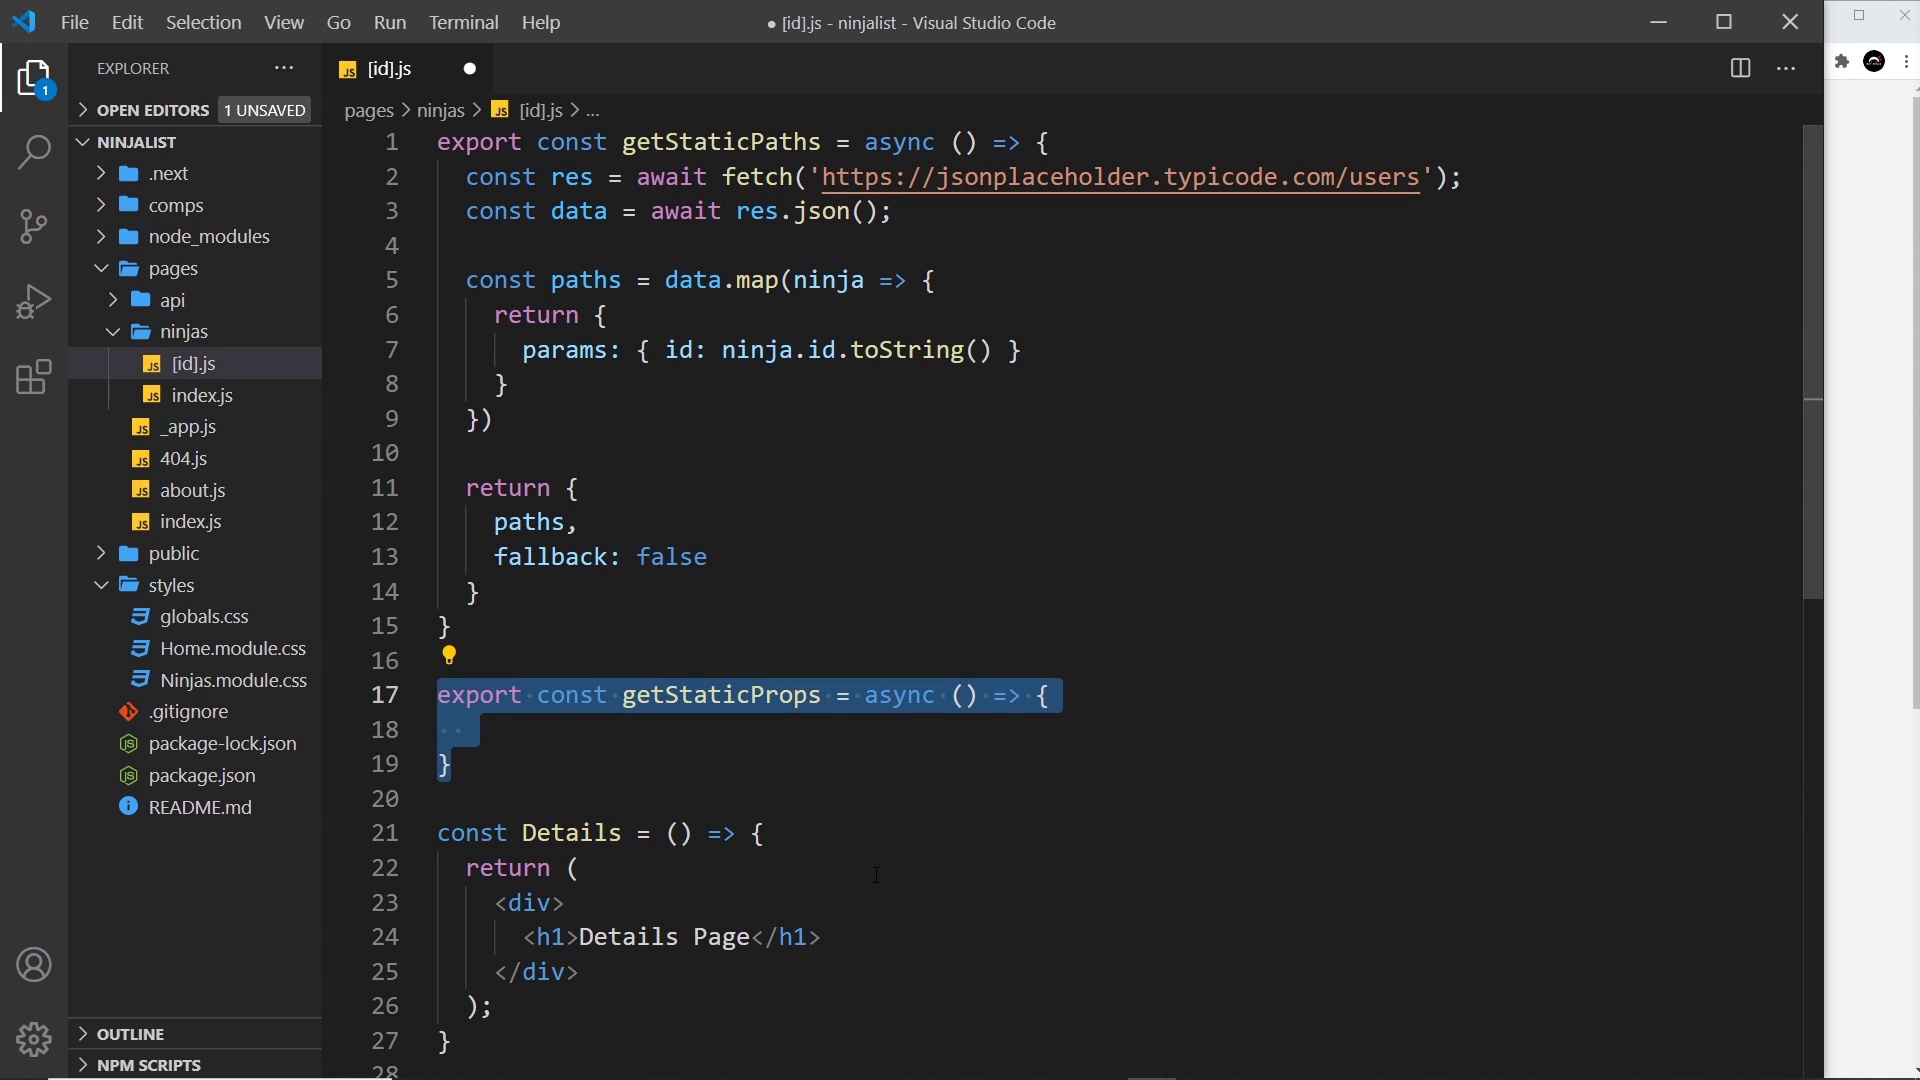 File Edit Selection View Go Run Terminal Help
● [id].js - ninjalist - Visual Studio Code
EXPLORER
1
OPEN EDITORS 1 UNSAVED
NINJALIST
.next
comps
node_modules
pages
api
ninjas
[id].js
index.js
_app.js
404.js
about.js
index.js
public
styles
globals.css
Home.module.css
Ninjas.module.css
.gitignore
package-lock.json
package.json
README.md
OUTLINE
NPM SCRIPTS
JS [id].js
pages > ninjas > JS [id].js > ...
1 export const getStaticPaths = async () => {
2 const res = await fetch('https://jsonplaceholder.typicode.com/users');
3 const data = await res.json();
4
5 const paths = data.map(ninja => {
6 return {
7 params: { id: ninja.id.toString() }
8 }
9 })
10
11 return {
12 paths,
13 fallback: false
14 }
15 }
16
17 export const getStaticProps = async () => {
18
19 }
20
21 const Details = () => {
22 return (
23 <div>
24 <h1>Details Page</h1>
25 </div>
26 );
27 }
28